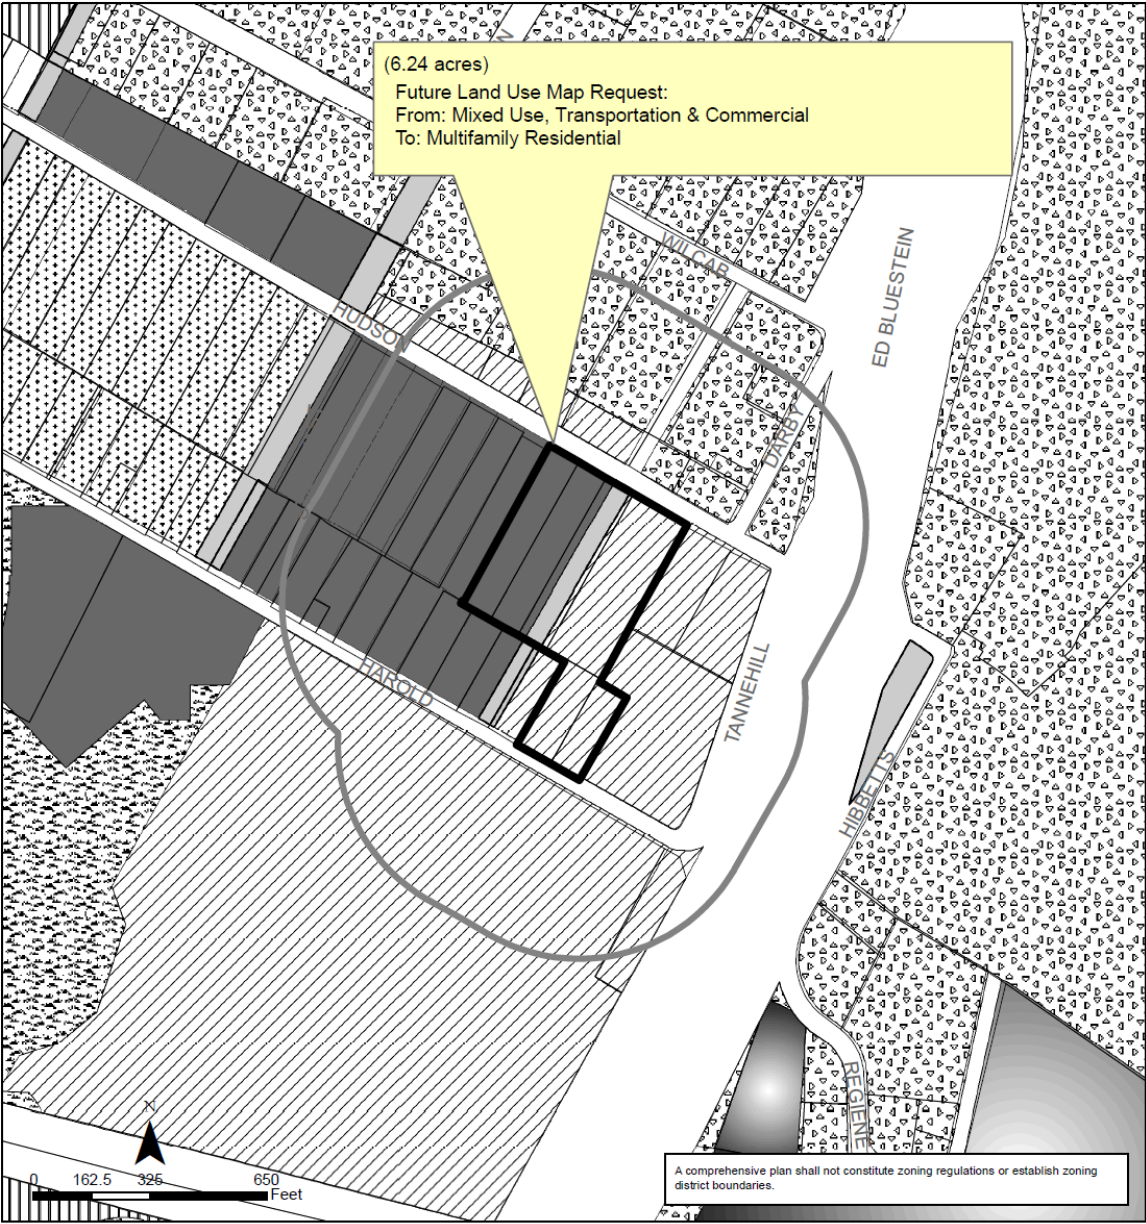 N
(6.24 acres)
Future Land Use Map Request:
From: Mixed Use, Transportation & Commercial
To: Multifamily Residential
WILCAB
ED BLUESTEIN
HUDSON
DARBY
HAROLD
TANNEHILL
HIBBETTS
REGIENE
N
0 162.5 325 650
Feet
A comprehensive plan shall not constitute zoning regulations or establish zoning
district boundaries.